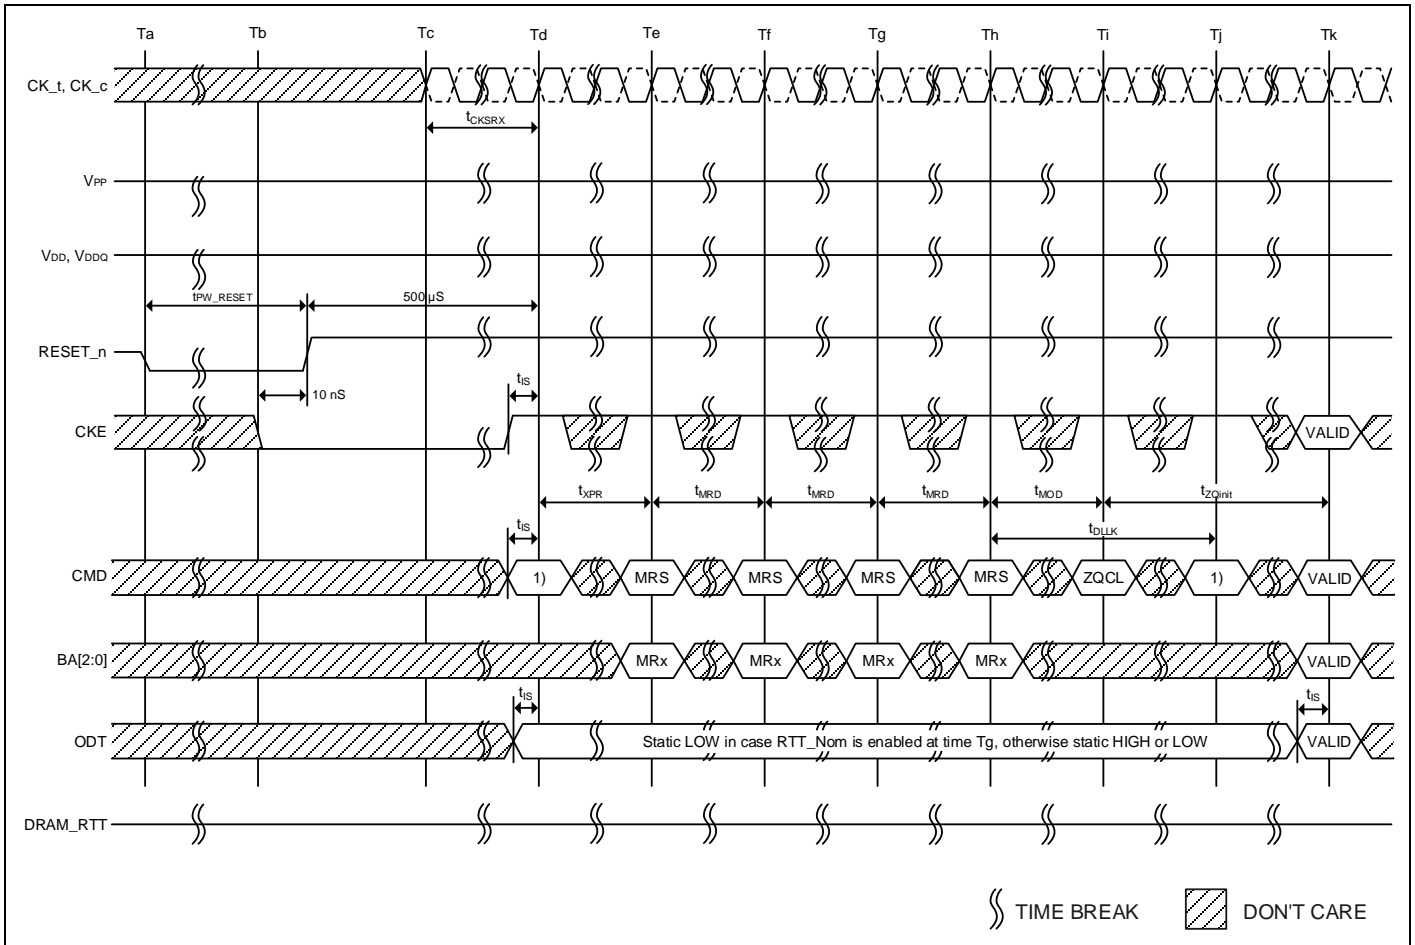 Ta Tb Tc Td Te Tf Tg Th Ti Tj Tk
CK_t, CK_c
tCKSRX
VPP
VDD, VDDQ
tPW_RESET 500 µS
RESET_n
tIS
10 nS
CKE VALID
tXPR tMRD tMRD tMRD tMOD tZQinit
tIS tDLLK
CMD 1) MRS MRS MRS MRS ZQCL 1) VALID
BA[2:0] MRx MRx MRx MRx VALID
tIS tIS
ODT Static LOW in case RTT_Nom is enabled at time Tg, otherwise static HIGH or LOW VALID
DRAM_RTT
TIME BREAK DON'T CARE